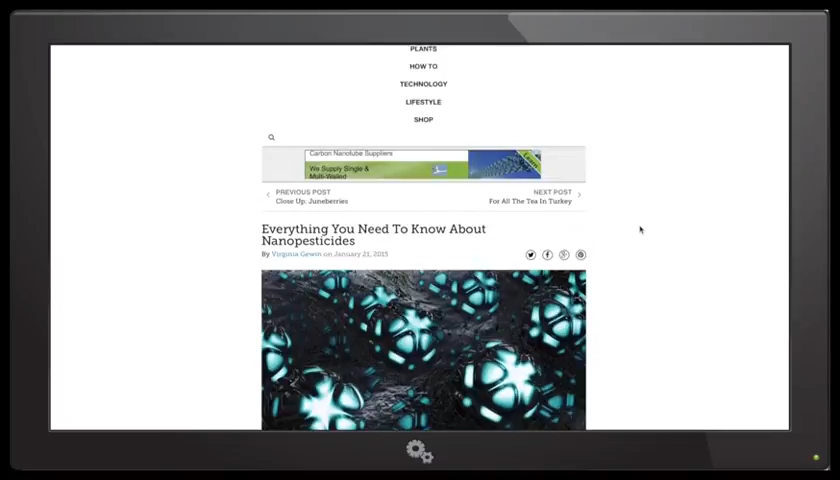 PLANTS
HOW TO
TECHNOLOGY
LIFESTYLE
SHOP
Carbon Nanotube Suppliers
We Supply Single &
Multi-Walled
Learn
PREVIOUS POST
Close Up: Juneberries
NEXT POST
For All The Tea In Turkey
Everything You Need To Know About
Nanopesticides
By Virginia Gewin on January 21, 2015